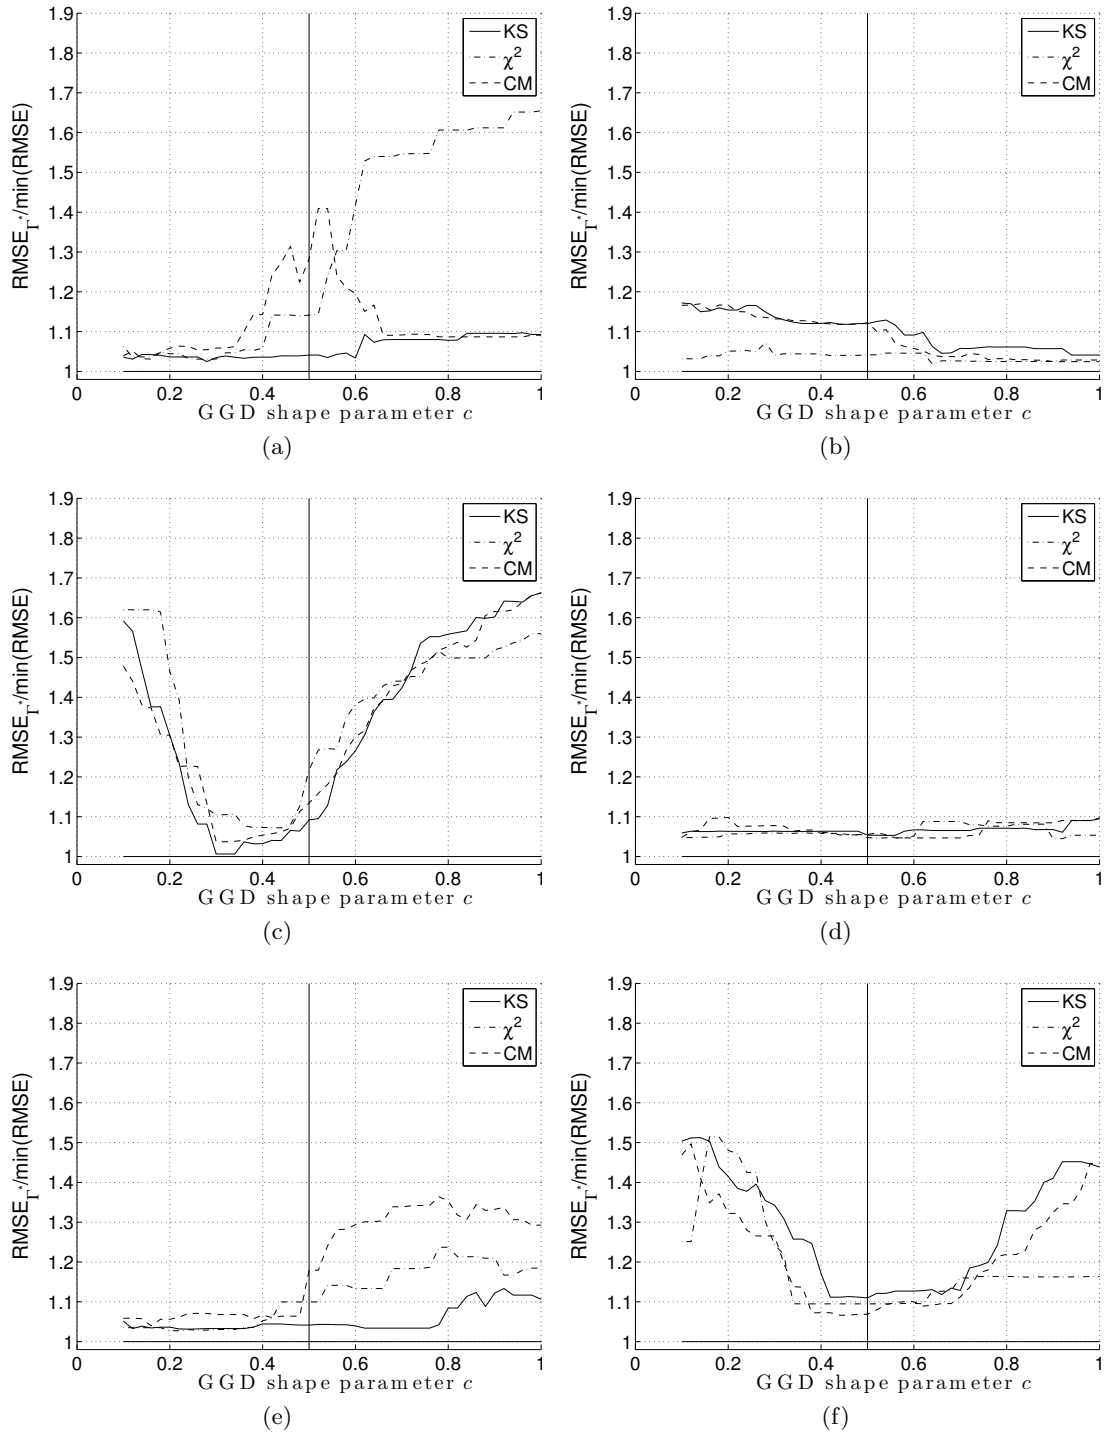 1.9
1.8
1.7
1.6
1.5
1.4
1.3
1.2
1.1
1
RMSE_Γ*/min(RMSE)
KS
χ²
CM
0 0.2 0.4 0.6 0.8 1
GGD shape parameter c
(a)
1.9
1.8
1.7
1.6
1.5
1.4
1.3
1.2
1.1
1
RMSE_Γ*/min(RMSE)
KS
χ²
CM
0 0.2 0.4 0.6 0.8 1
GGD shape parameter c
(b)
1.9
1.8
1.7
1.6
1.5
1.4
1.3
1.2
1.1
1
RMSE_Γ*/min(RMSE)
KS
χ²
CM
0 0.2 0.4 0.6 0.8 1
GGD shape parameter c
(c)
1.9
1.8
1.7
1.6
1.5
1.4
1.3
1.2
1.1
1
RMSE_Γ*/min(RMSE)
KS
χ²
CM
0 0.2 0.4 0.6 0.8 1
GGD shape parameter c
(d)
1.9
1.8
1.7
1.6
1.5
1.4
1.3
1.2
1.1
1
RMSE_Γ*/min(RMSE)
KS
χ²
CM
0 0.2 0.4 0.6 0.8 1
GGD shape parameter c
(e)
1.9
1.8
1.7
1.6
1.5
1.4
1.3
1.2
1.1
1
RMSE_Γ*/min(RMSE)
KS
χ²
CM
0 0.2 0.4 0.6 0.8 1
GGD shape parameter c
(f)